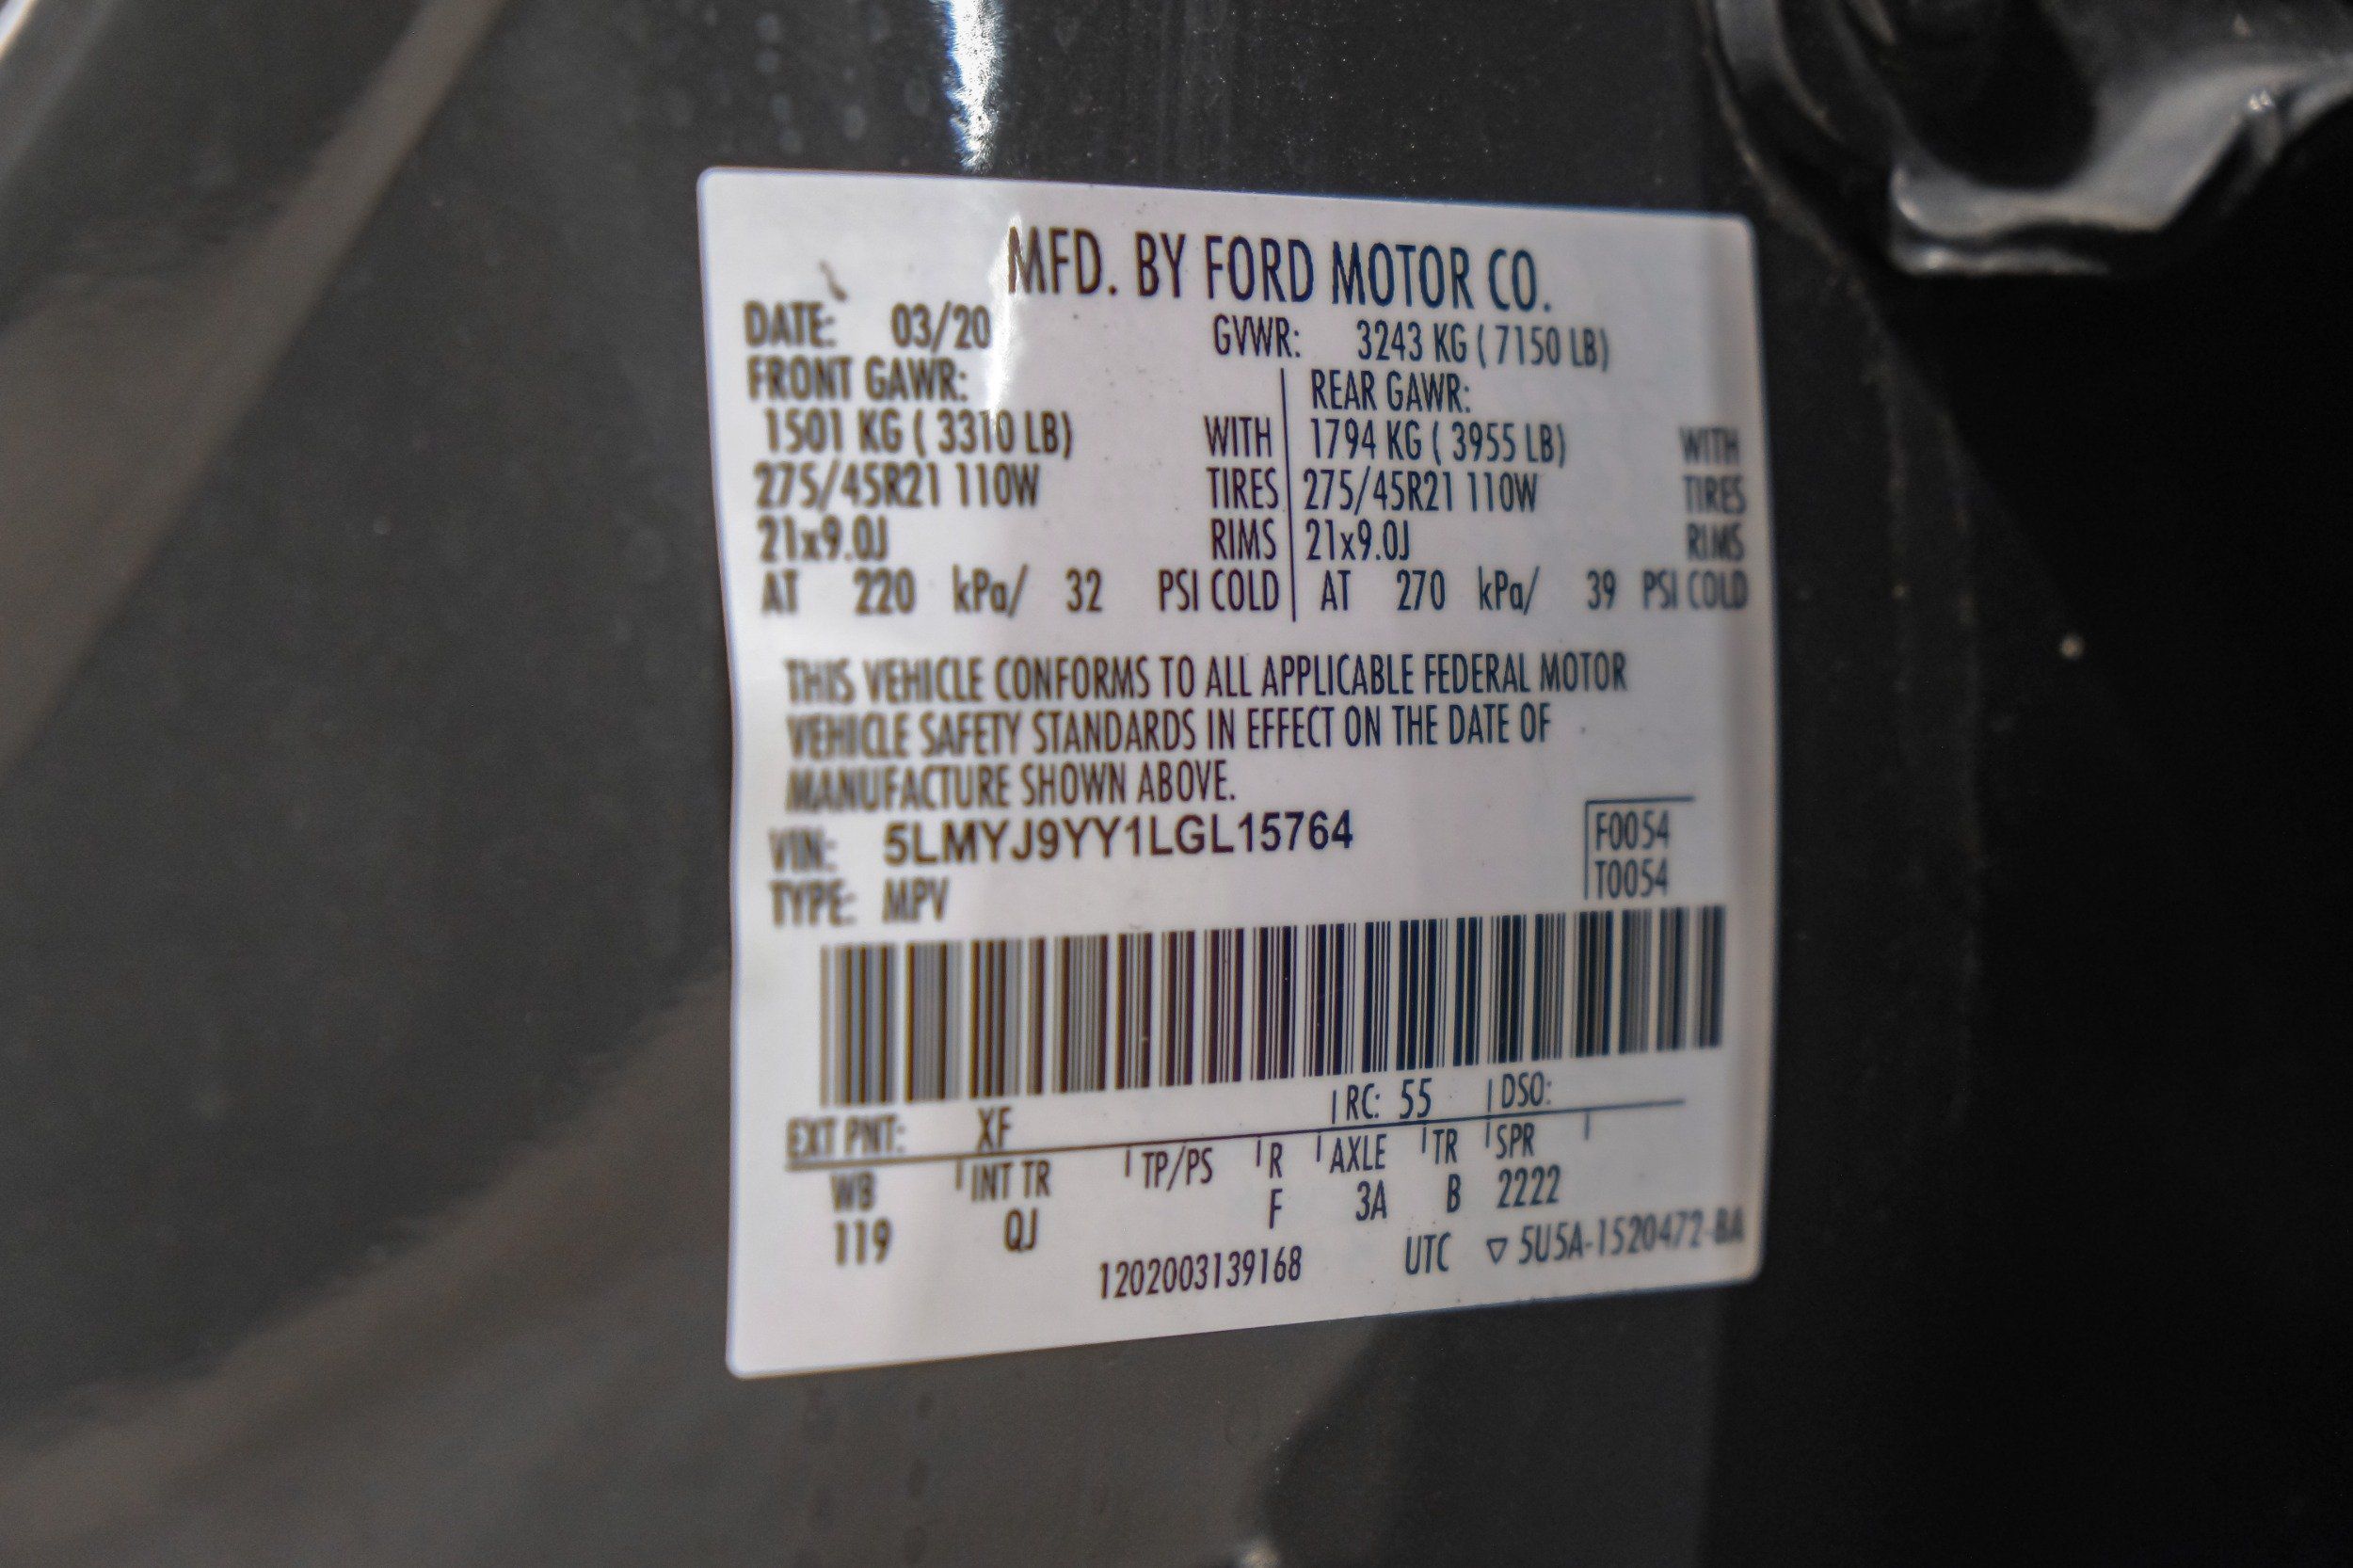 MFD. BY FORD MOTOR CO.
DATE: 03/20 GVWR: 3243 KG ( 7150 LB)
FRONT GAWR: REAR GAWR:
1501 KG ( 3310 LB) WITH 1794 KG ( 3955 LB) WITH
275/45R21 110W TIRES 275/45R21 110W TIRES
21x9.0J RIMS 21x9.0J RIMS
AT 220 kPa/ 32 PSI COLD AT 270 kPa/ 39 PSI COLD
THIS VEHICLE CONFORMS TO ALL APPLICABLE FEDERAL MOTOR
VEHICLE SAFETY STANDARDS IN EFFECT ON THE DATE OF
MANUFACTURE SHOWN ABOVE.
VIN: 5LMYJ9YY1LGL15764 F0054
TYPE: MPV T0054
EXT PNT: XF RC: 55 DSO:
WB INT TR TP/PS R AXLE TR SPR
119 QJ F 3A B 2222
1202003139168 UTC ▽ 5U5A-1520472-BA